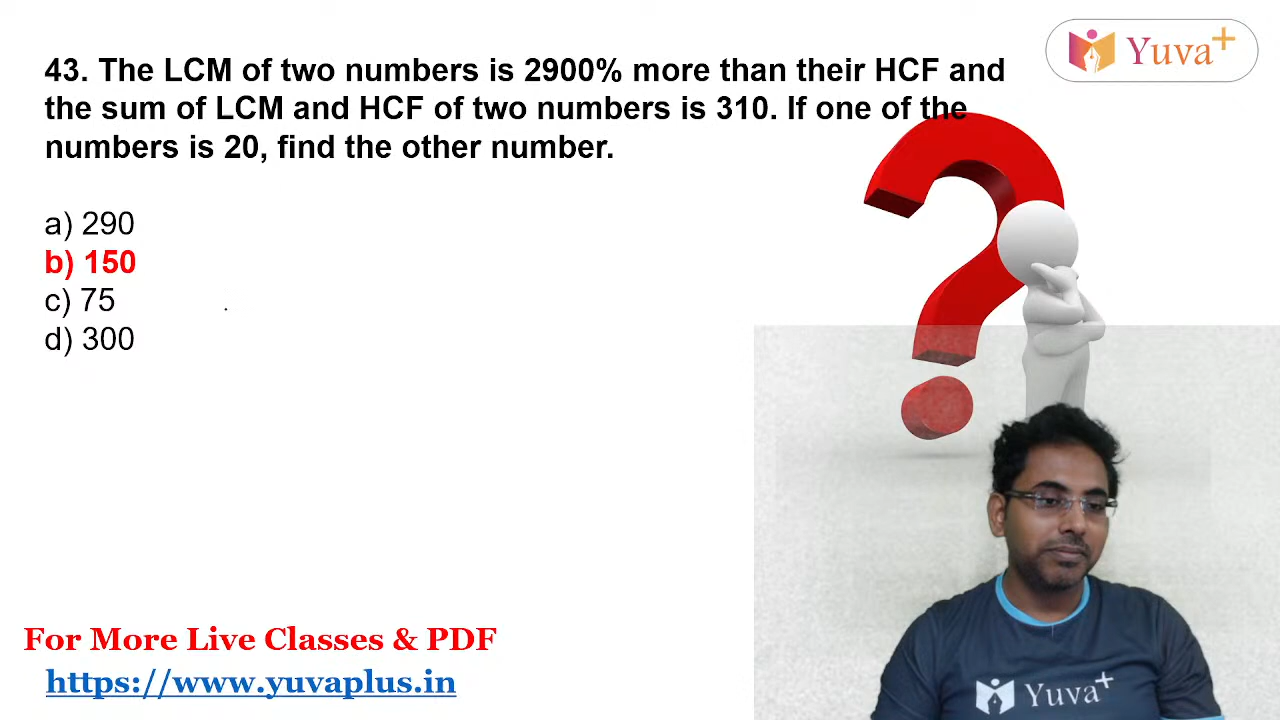 43. The LCM of two numbers is 2900% more than their HCF and
the sum of LCM and HCF of two numbers is 310. If one of the
numbers is 20, find the other number.
a) 290
b) 150
c) 75
d) 300
Yuva+
For More Live Classes & PDF
https://www.yuvaplus.in
Yuva+